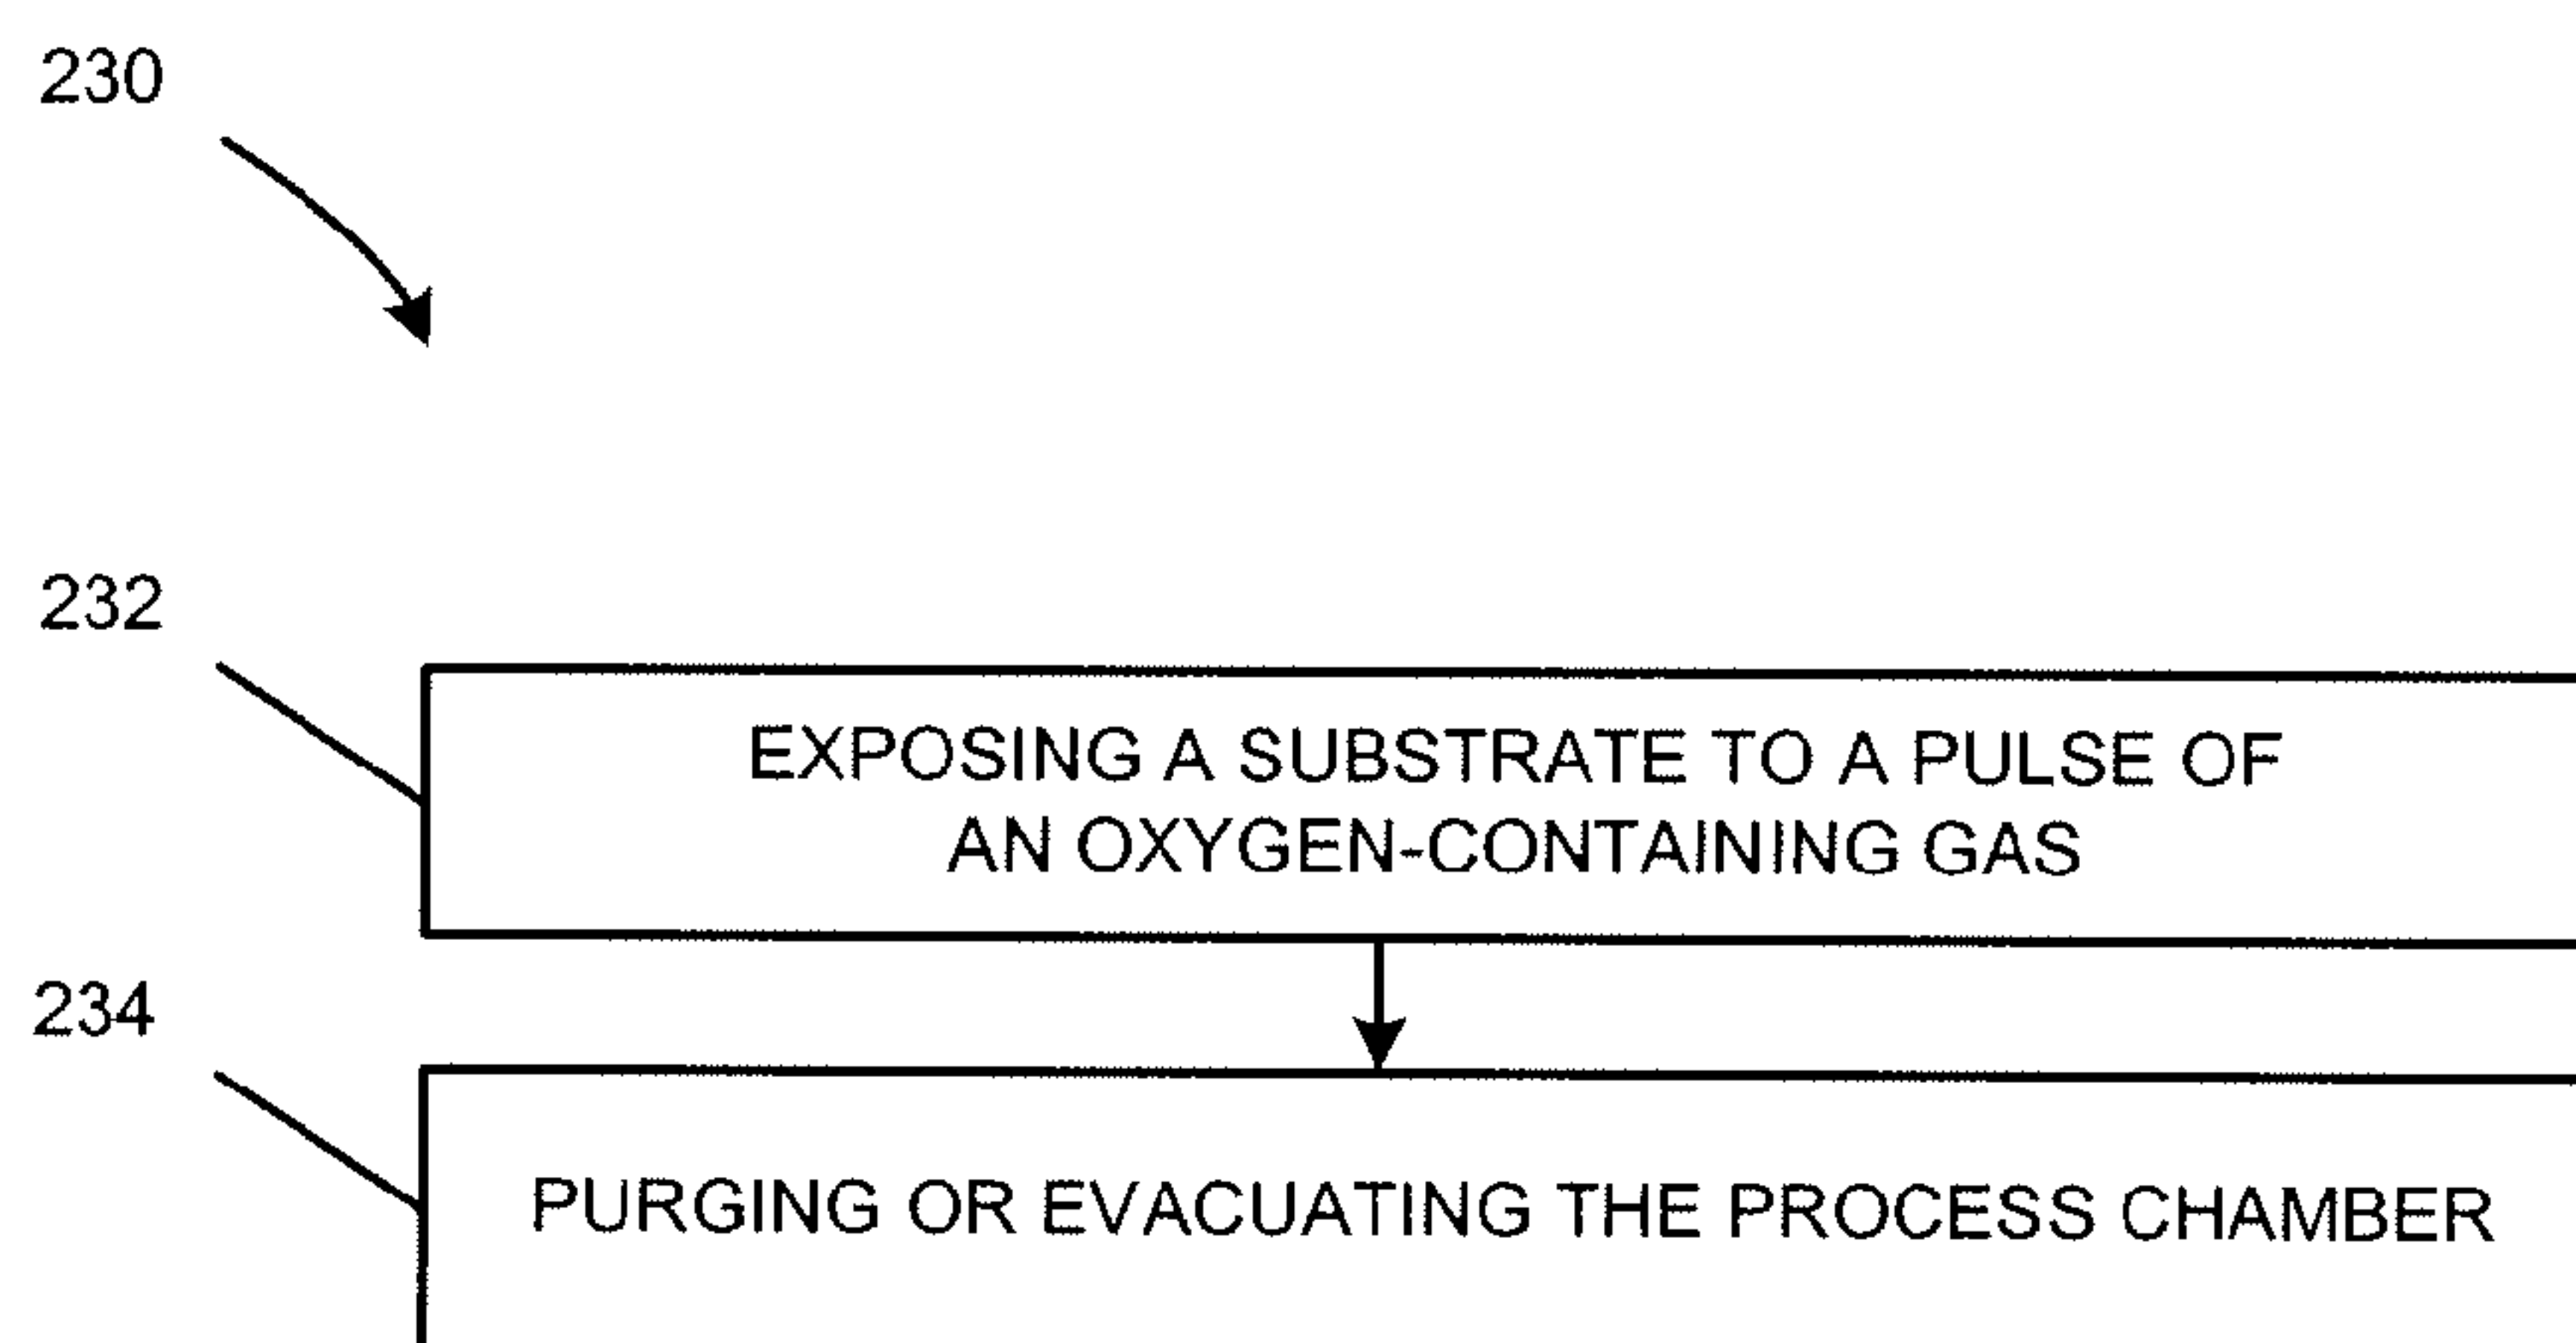 230
232
EXPOSING A SUBSTRATE TO A PULSE OF
AN OXYGEN-CONTAINING GAS
234
PURGING OR EVACUATING THE PROCESS CHAMBER